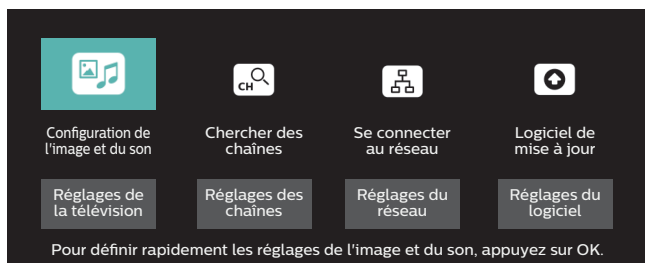 CH
Configuration de
l'image et du son
Chercher des
chaînes
Se connecter
au réseau
Logiciel de
mise à jour
Réglages de
la télévision
Réglages des
chaînes
Réglages du
réseau
Réglages du
logiciel
Pour définir rapidement les réglages de l'image et du son, appuyez sur OK.